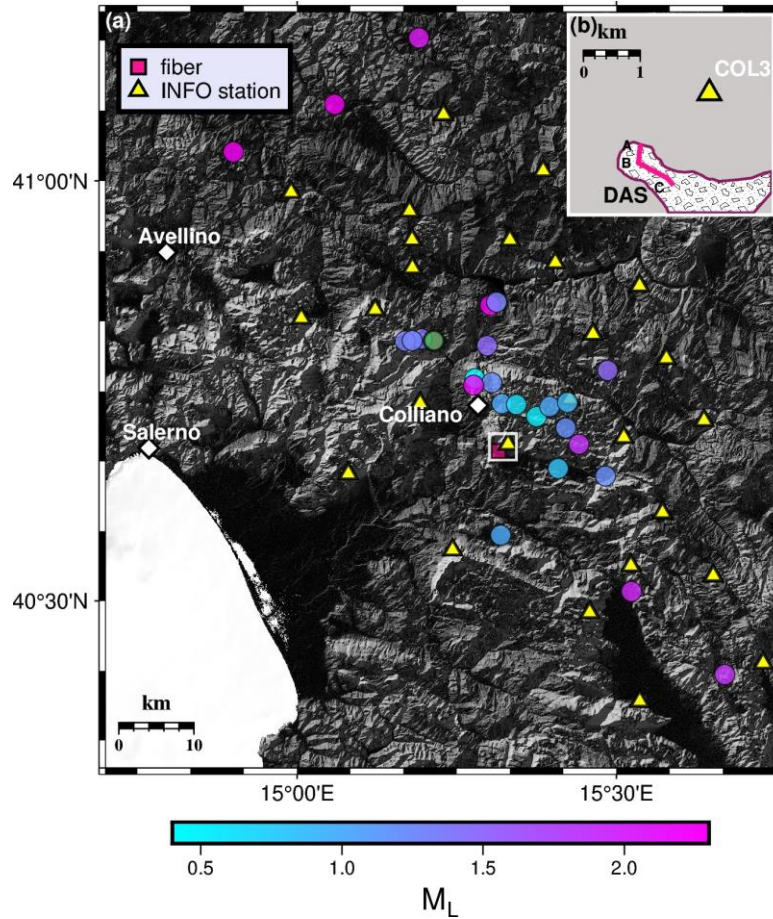 (a)
fiber
INFO station
(b)
km
0
1
COL3
A
B
C
DAS
41°00'N
Avellino
Colliano
Salerno
40°30'N
km
0
10
15°00'E
15°30'E
0.5
1.0
1.5
2.0
M_L